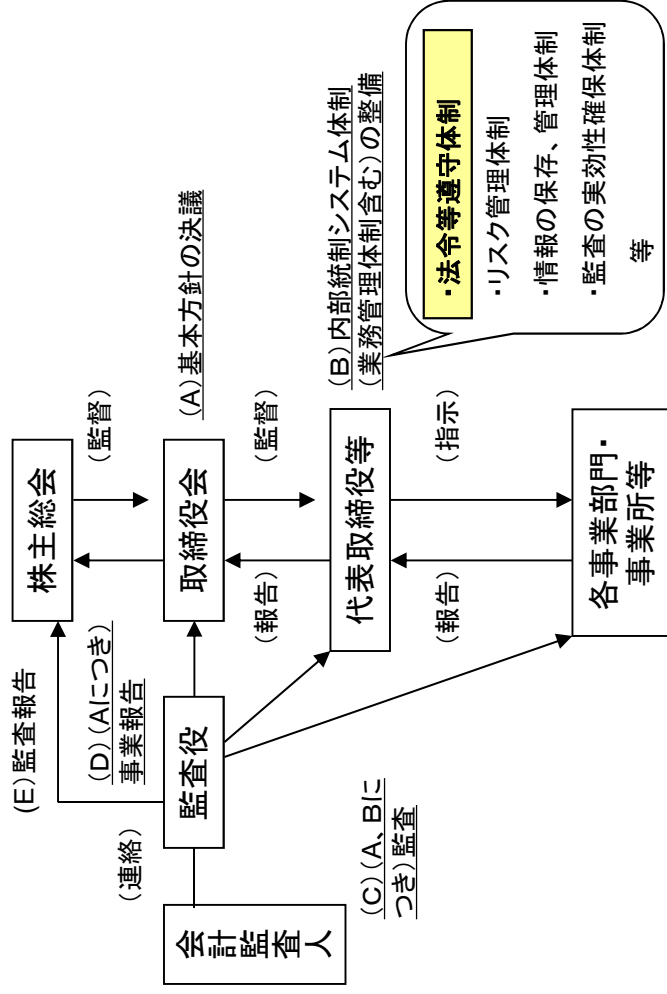 株主総会
(監督)
(E)監査報告
(D)(Aにつき)
事業報告
(A)基本方針の決議
(連絡)
会計監査人
監査役
取締役会
(報告)
(監督)
(C)(A、Bに
つき)監査
代表取締役等
(B)内部統制システム体制
(業務管理体制含む)の整備
・法令等遵守体制
・リスク管理体制
・情報の保存、管理体制
・監査の実効性確保体制
等
(報告)
(指示)
各事業部門・
事業所等